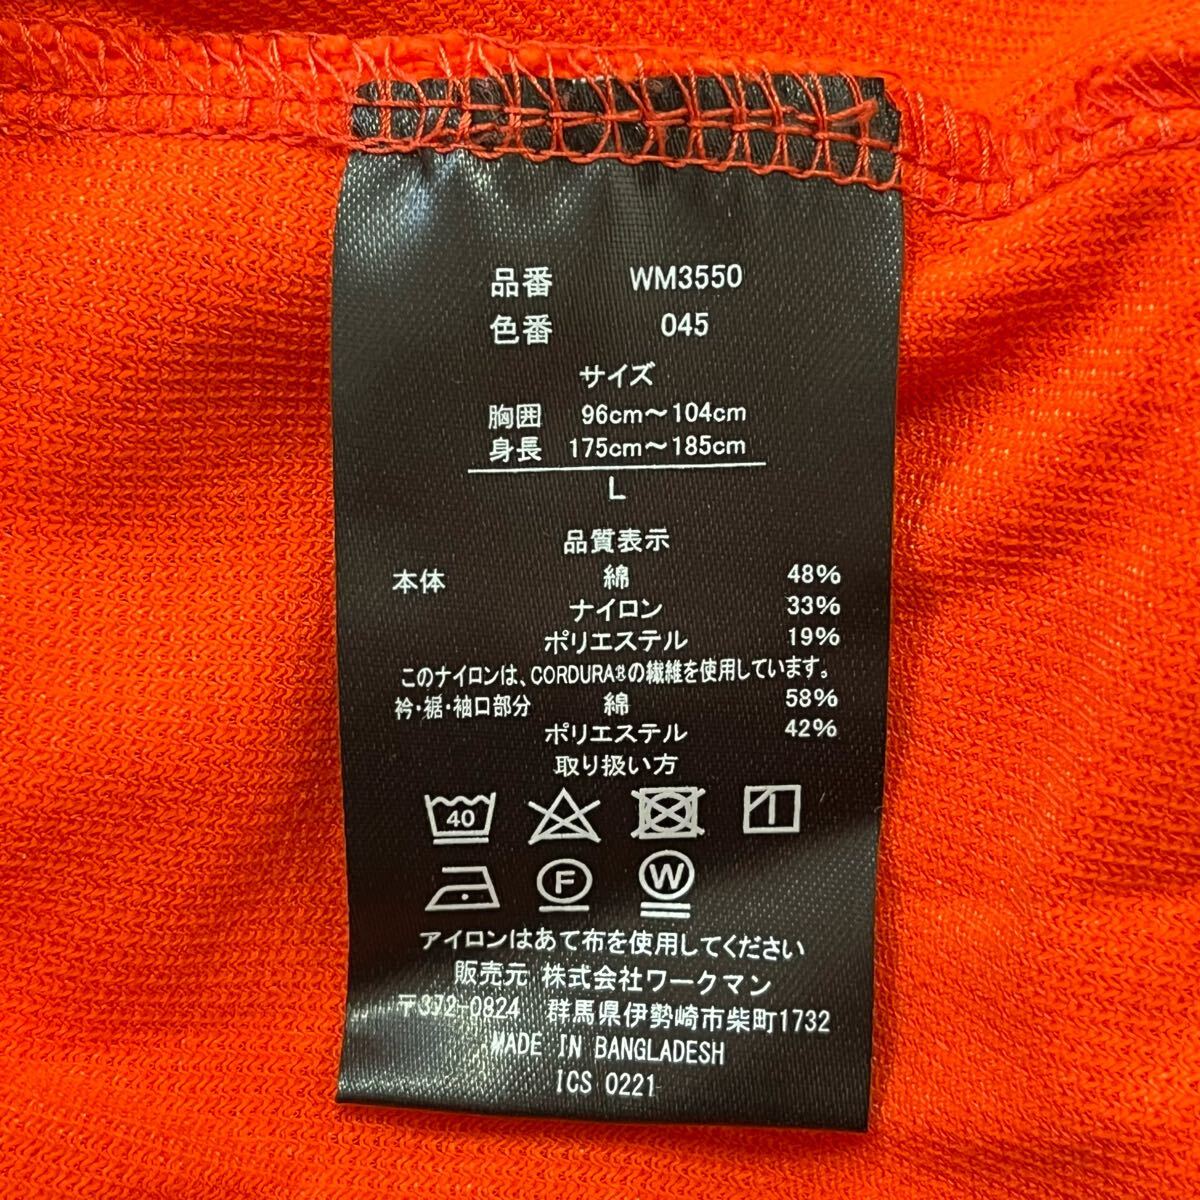 品番 WM3550
色番 045
サイズ
胸囲 96cm～104cm
身長 175cm～185cm
L
品質表示
本体 綿 48%
ナイロン 33%
ポリエステル 19%
このナイロンは、CORDURA®の繊維を使用しています。
衿・裾・袖口部分 綿 58%
ポリエステル 42%
取り扱い方
40
F W
アイロンはあて布を使用してください
販売元 株式会社ワークマン
〒372-0824 群馬県伊勢崎市柴町1732
MADE IN BANGLADESH
ICS 0221